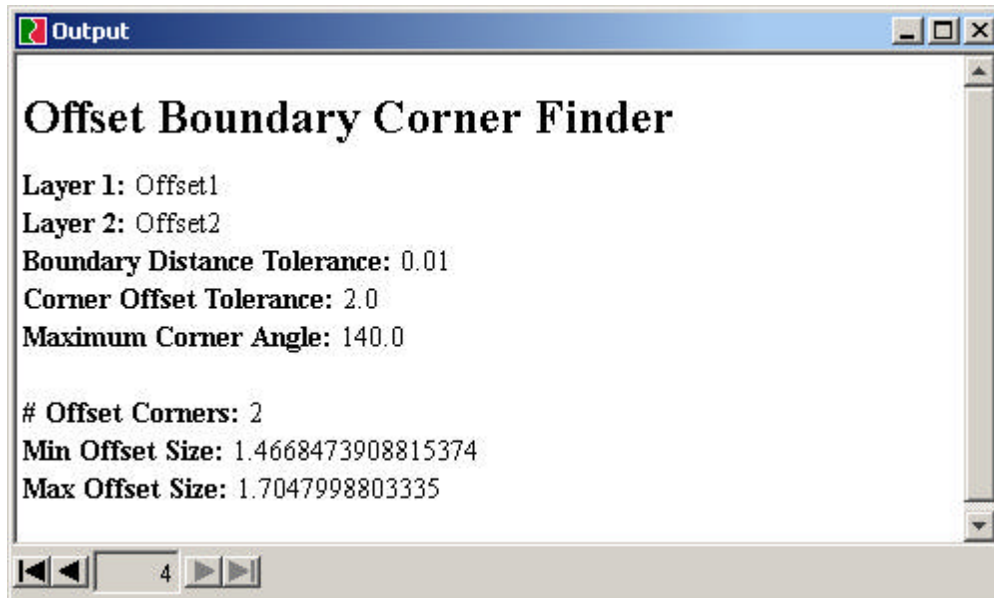 Output
Offset Boundary Corner Finder
Layer 1: Offset1
Layer 2: Offset2
Boundary Distance Tolerance: 0.01
Corner Offset Tolerance: 2.0
Maximum Corner Angle: 140.0
# Offset Corners: 2
Min Offset Size: 1.4668473908815374
Max Offset Size: 1.7047998803335
4